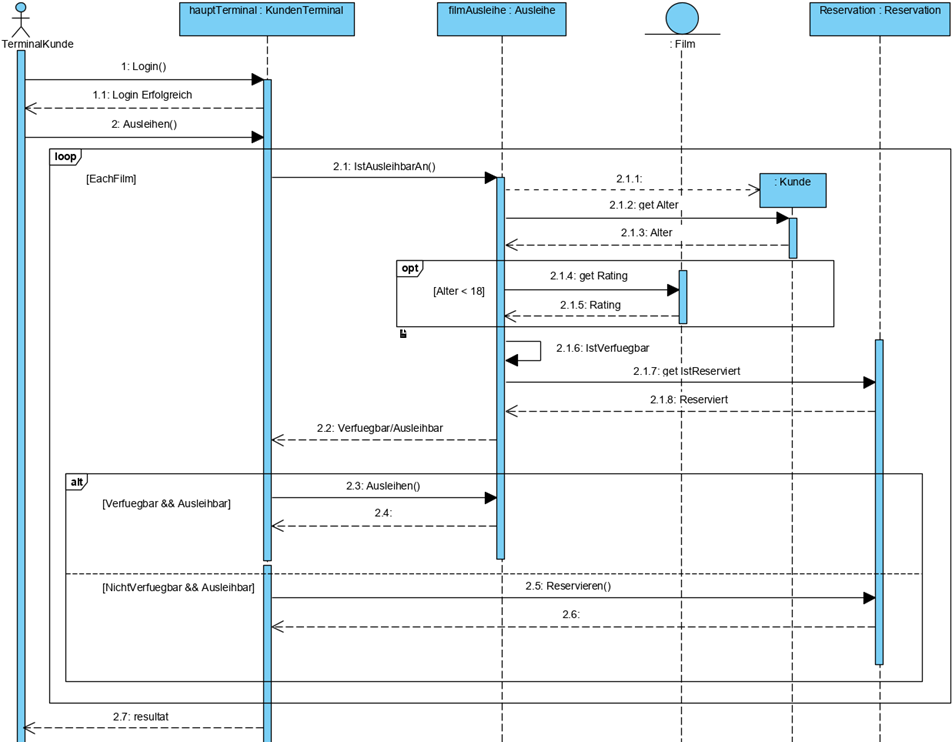 hauptTerminal : KundenTerminal
filmAusleihe : Ausleihe
Reservation : Reservation
TerminalKunde
: Film
1: Login()
1.1: Login Erfolgreich
2: Ausleihen()
loop
[EachFilm]
2.1: IstAusleihbarAn()
2.1.1:
: Kunde
2.1.2: get Alter
2.1.3: Alter
opt
[Alter < 18]
2.1.4: get Rating
2.1.5: Rating
2.1.6: IstVerfuegbar
2.1.7: get IstReserviert
2.1.8: Reserviert
2.2: Verfuegbar/Ausleihbar
alt
[Verfuegbar && Ausleihbar]
2.3: Ausleihen()
2.4:
[NichtVerfuegbar && Ausleihbar]
2.5: Reservieren()
2.6:
2.7: resultat